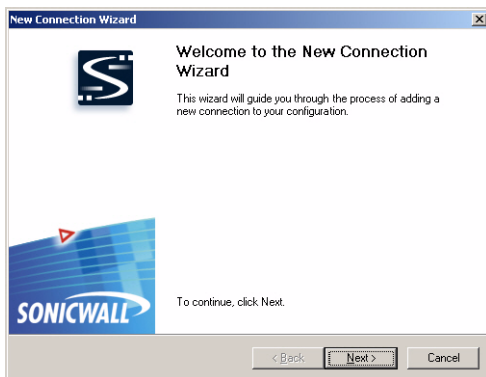 New Connection Wizard
Welcome to the New Connection
Wizard
This wizard will guide you through the process of adding a
new connection to your configuration.
To continue, click Next.
SONICWALL
< Back
Next >
Cancel